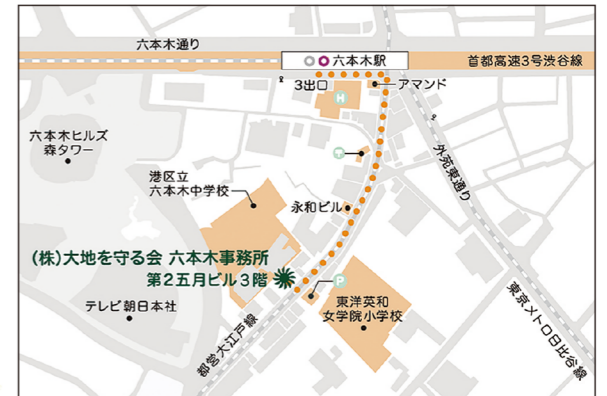 六本木通り
六本木駅
首都高速3号渋谷線
3出口
アマンド
H
六本木ヒルズ
森タワー
外苑東通り
T
港区立
六本木中学校
永和ビル
(株)大地を守る会 六本木事務所
第2五月ビル3階
P
テレビ朝日本社
東洋英和
女学院小学校
都営大江戸線
東京メトロ日比谷線